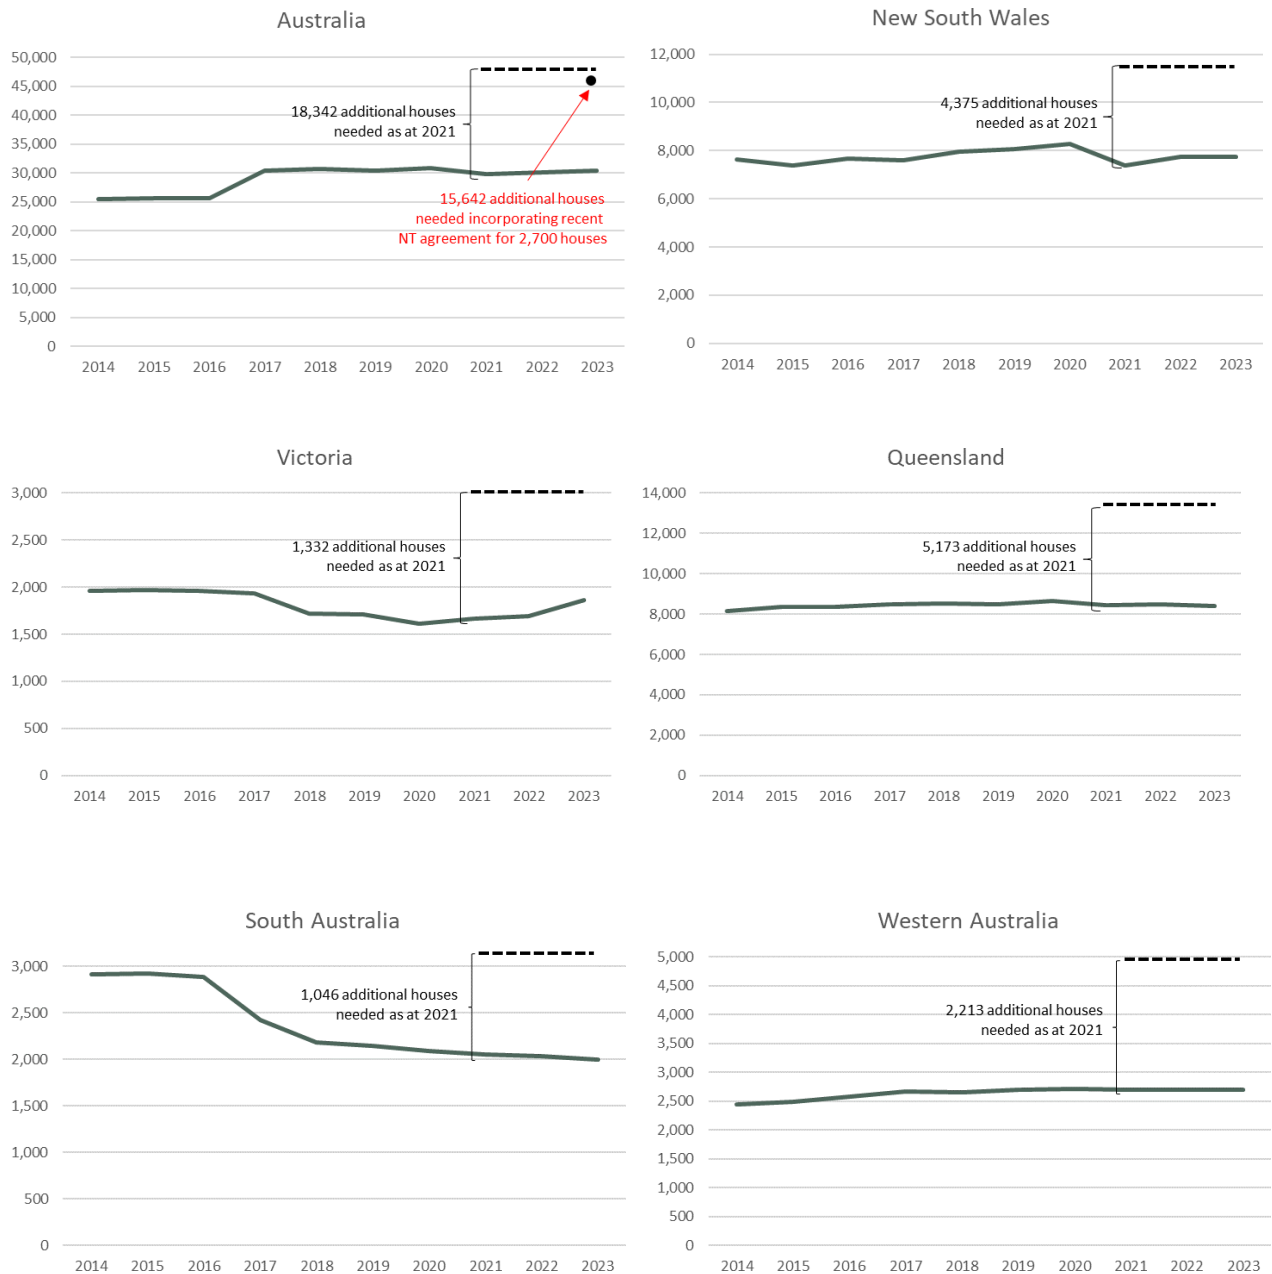 Australia
50,000
45,000
40,000
35,000
30,000
25,000
20,000
15,000
10,000
5,000
0
18,342 additional houses
needed as at 2021
15,642 additional houses
needed incorporating recent
NT agreement for 2,700 houses
2014 2015 2016 2017 2018 2019 2020 2021 2022 2023
New South Wales
12,000
10,000
8,000
6,000
4,000
2,000
0
4,375 additional houses
needed as at 2021
2014 2015 2016 2017 2018 2019 2020 2021 2022 2023
Victoria
3,000
2,500
2,000
1,500
1,000
500
0
1,332 additional houses
needed as at 2021
2014 2015 2016 2017 2018 2019 2020 2021 2022 2023
Queensland
14,000
12,000
10,000
8,000
6,000
4,000
2,000
0
5,173 additional houses
needed as at 2021
2014 2015 2016 2017 2018 2019 2020 2021 2022 2023
South Australia
3,000
2,500
2,000
1,500
1,000
500
0
1,046 additional houses
needed as at 2021
2014 2015 2016 2017 2018 2019 2020 2021 2022 2023
Western Australia
5,000
4,500
4,000
3,500
3,000
2,500
2,000
1,500
1,000
500
0
2,213 additional houses
needed as at 2021
2014 2015 2016 2017 2018 2019 2020 2021 2022 2023